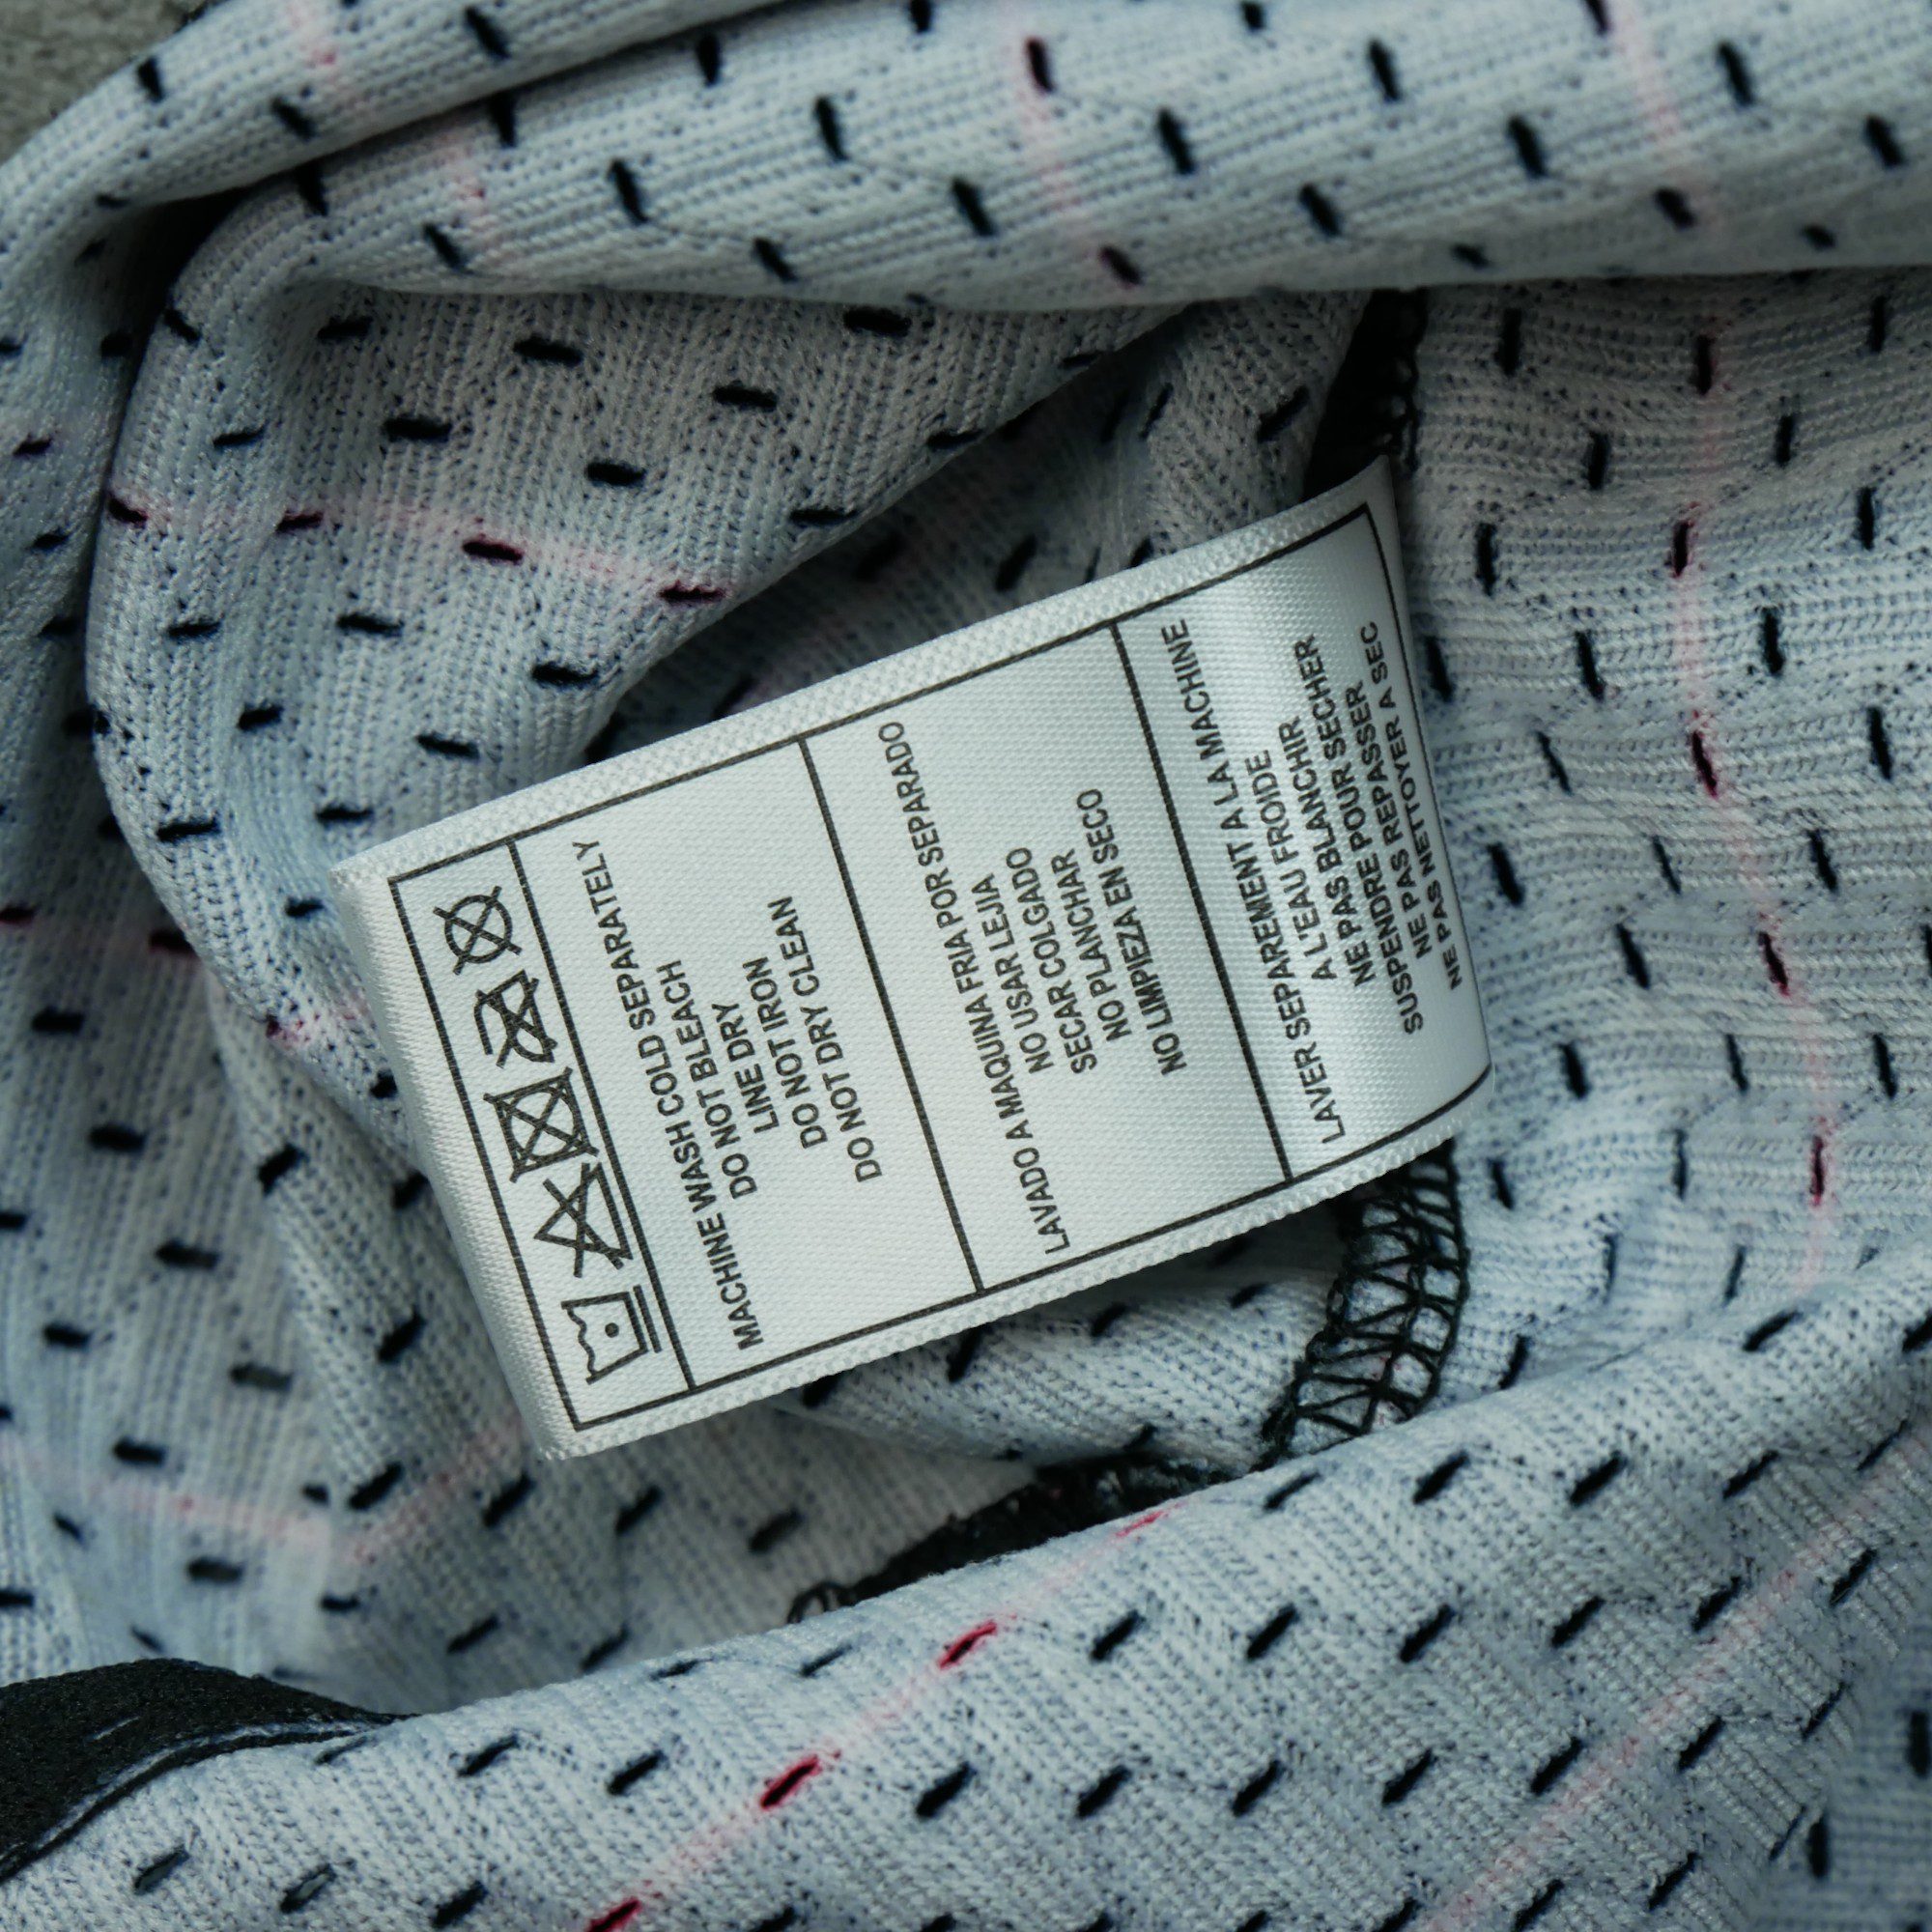 MACHINE WASH COLD SEPARATELY
DO NOT BLEACH
LINE DRY
DO NOT IRON
DO NOT DRY CLEAN
LAVADO A MAQUINA FRIA POR SEPARADO
NO USAR LEJIA
SECAR COLGADO
NO PLANCHAR
NO LIMPIEZA EN SECO
LAVER SEPAREMENT A LA MACHINE
A L'EAU FROIDE
NE PAS BLANCHIR
SUSPENDRE POUR SECHER
NE PAS REPASSER
NE PAS NETTOYER A SEC